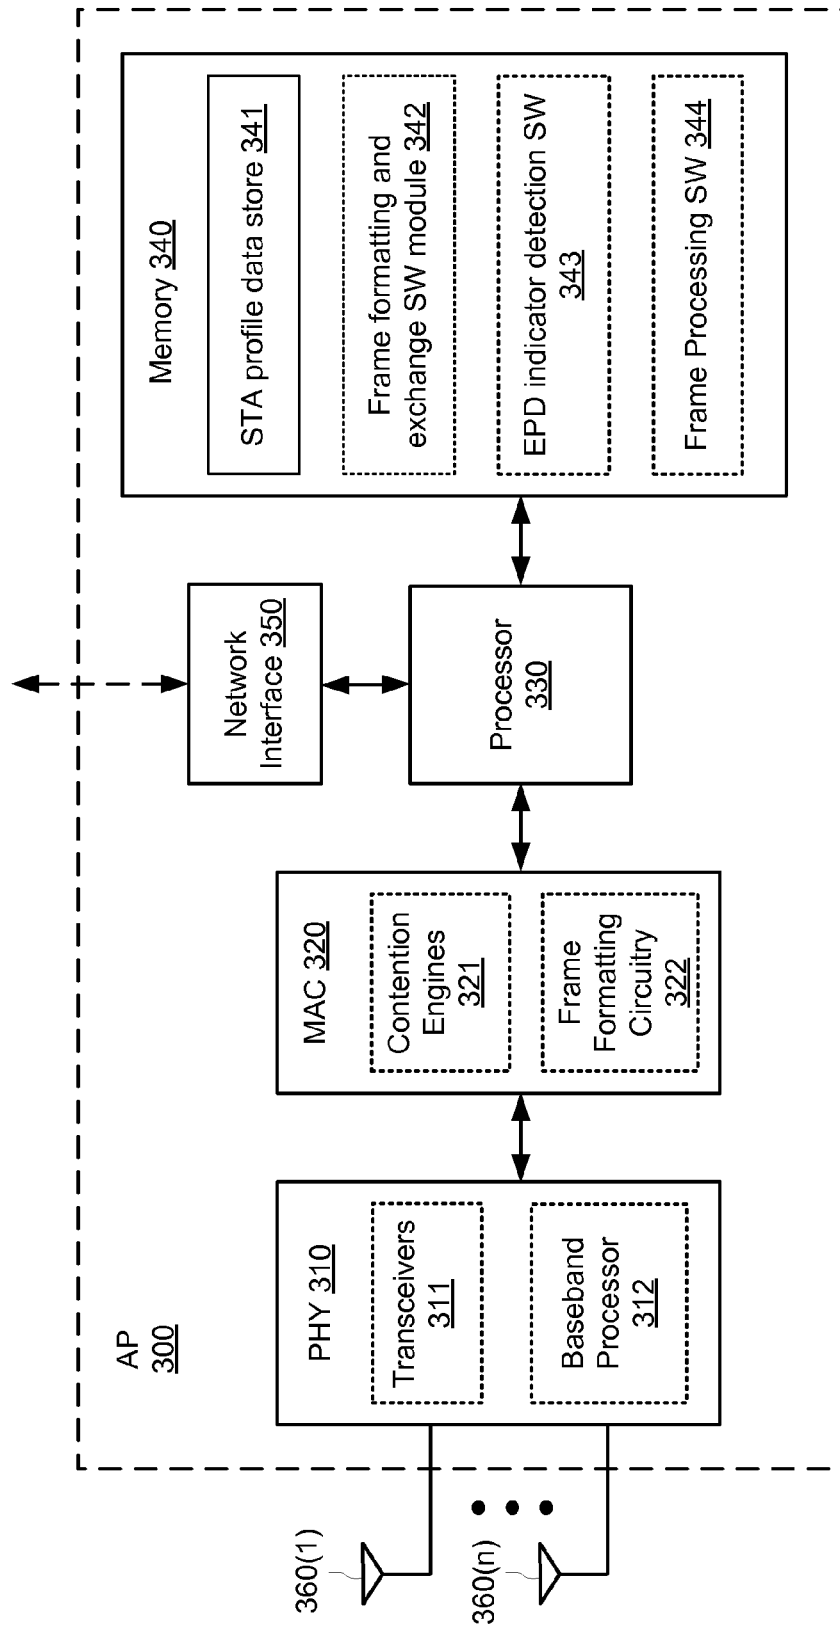 AP
300
PHY 310
Transceivers
311
Baseband
Processor
312
360(1)
360(n)
MAC 320
Contention
Engines
321
Frame
Formatting
Circuitry
322
Network
Interface 350
Processor
330
Memory 340
STA profile data store 341
Frame formatting and
exchange SW module 342
EPD indicator detection SW
343
Frame Processing SW 344